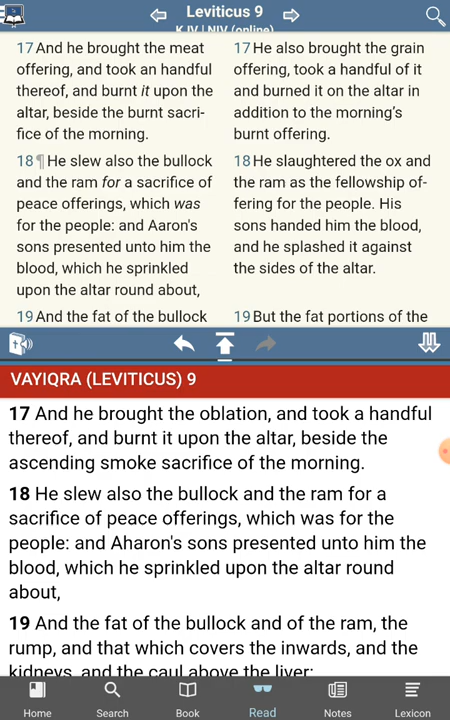 Leviticus 9
KJV | NIV (online)
17 And he brought the meat
offering, and took an handful
thereof, and burnt it upon the
altar, beside the burnt sacri-
fice of the morning.
18 ¶ He slew also the bullock
and the ram for a sacrifice of
peace offerings, which was
for the people: and Aaron's
sons presented unto him the
blood, which he sprinkled
upon the altar round about,
19 And the fat of the bullock
17 He also brought the grain
offering, took a handful of it
and burned it on the altar in
addition to the morning’s
burnt offering.
18 He slaughtered the ox and
the ram as the fellowship of-
fering for the people. His
sons handed him the blood,
and he splashed it against
the sides of the altar.
19 But the fat portions of the
VAYIQRA (LEVITICUS) 9
17 And he brought the oblation, and took a handful
thereof, and burnt it upon the altar, beside the
ascending smoke sacrifice of the morning.
18 He slew also the bullock and the ram for a
sacrifice of peace offerings, which was for the
people: and Aharon's sons presented unto him the
blood, which he sprinkled upon the altar round
about,
19 And the fat of the bullock and of the ram, the
rump, and that which covers the inwards, and the
kidneys, and the caul above the liver:
Home
Search
Book
Read
Notes
Lexicon